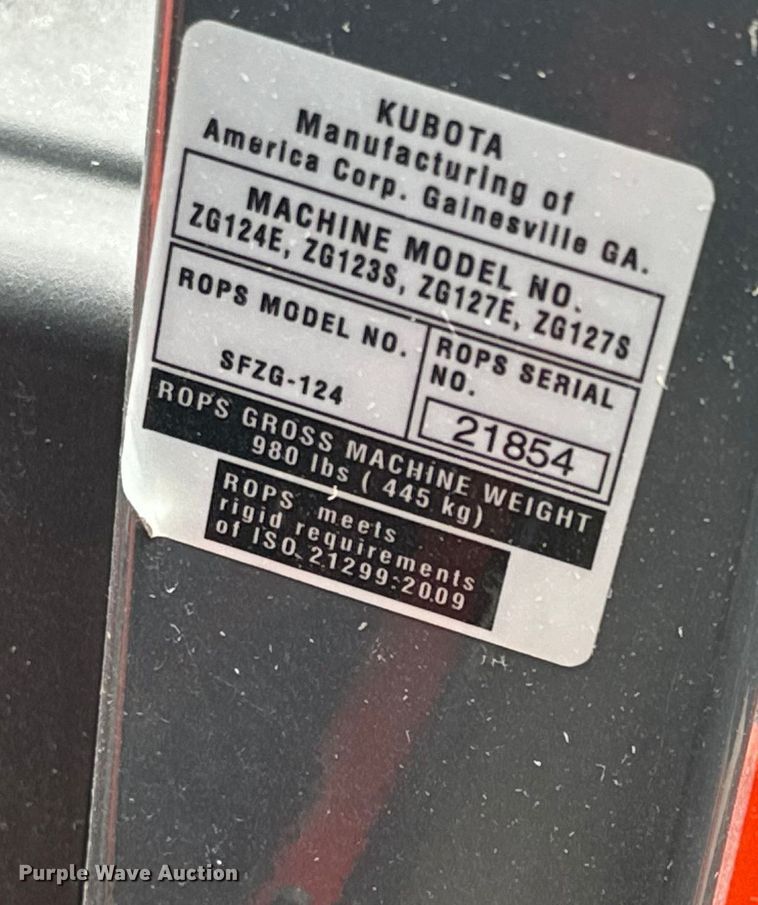 KUBOTA
Manufacturing of
America Corp. Gainesville GA.
MACHINE MODEL NO.
ZG124E, ZG123S, ZG127E, ZG127S
ROPS MODEL NO.
SFZG-124
ROPS SERIAL
NO.
21854
ROPS GROSS MACHINE WEIGHT
980 lbs ( 445 kg)
ROPS meets
rigid requirements
of ISO 21299:2009
Purple Wave Auction